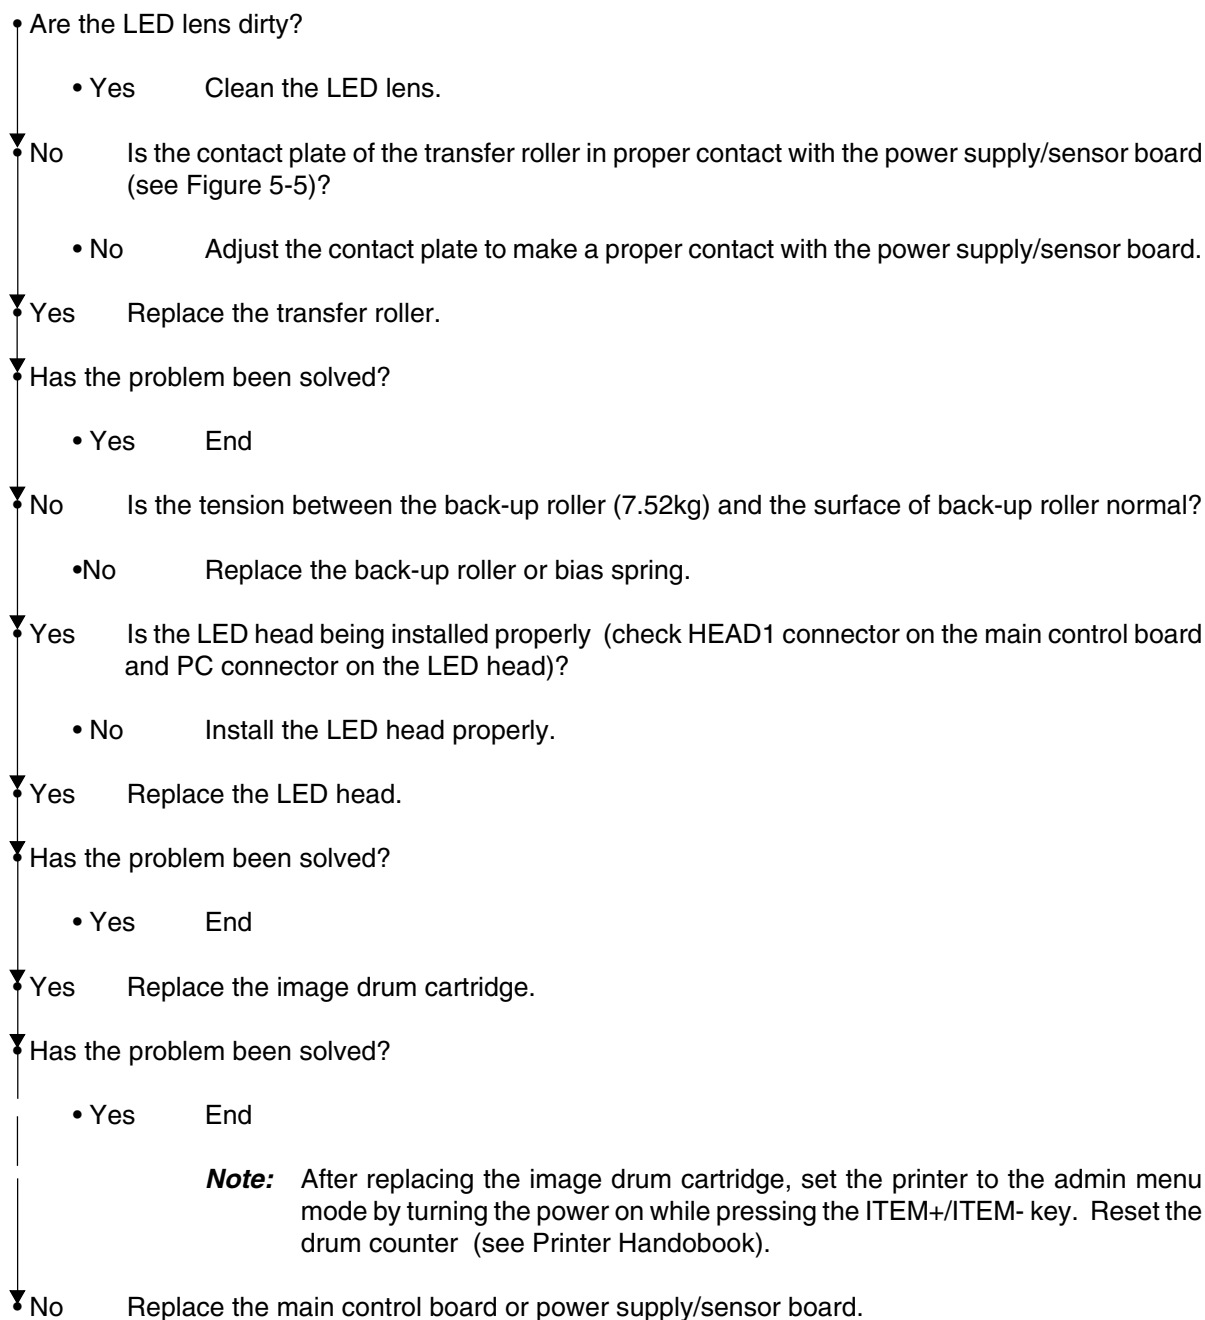 • Are the LED lens dirty?
• Yes Clean the LED lens.
• No Is the contact plate of the transfer roller in proper contact with the power supply/sensor board
(see Figure 5-5)?
• No Adjust the contact plate to make a proper contact with the power supply/sensor board.
• Yes Replace the transfer roller.
• Has the problem been solved?
• Yes End
• No Is the tension between the back-up roller (7.52kg) and the surface of back-up roller normal?
•No Replace the back-up roller or bias spring.
• Yes Is the LED head being installed properly (check HEAD1 connector on the main control board
and PC connector on the LED head)?
• No Install the LED head properly.
• Yes Replace the LED head.
• Has the problem been solved?
• Yes End
• Yes Replace the image drum cartridge.
• Has the problem been solved?
• Yes End
Note: After replacing the image drum cartridge, set the printer to the admin menu
mode by turning the power on while pressing the ITEM+/ITEM- key. Reset the
drum counter (see Printer Handobook).
• No Replace the main control board or power supply/sensor board.